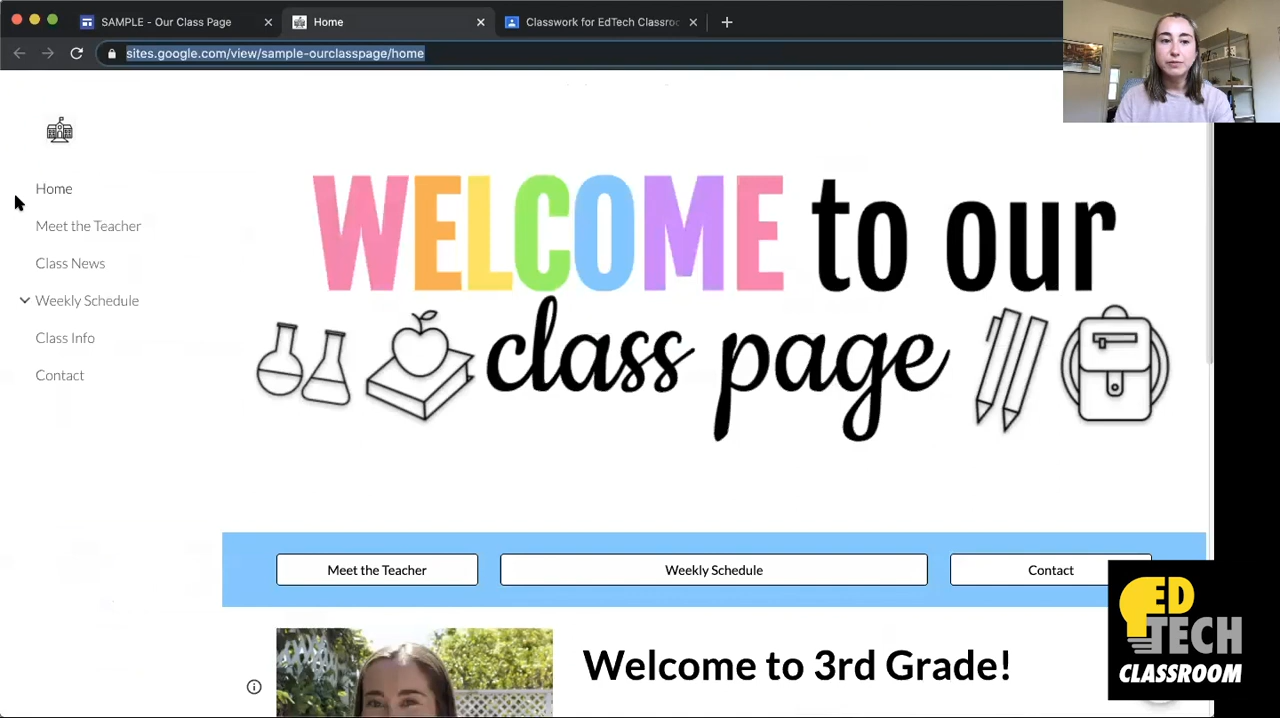 SAMPLE - Our Class Page
Home
Classwork for EdTech Classroo
sites.google.com/view/sample-ourclasspage/home
Home
Meet the Teacher
Class News
Weekly Schedule
Class Info
Contact
WELCOME to our
class page
Meet the Teacher
Weekly Schedule
Contact
Welcome to 3rd Grade!
ED
TECH
CLASSROOM